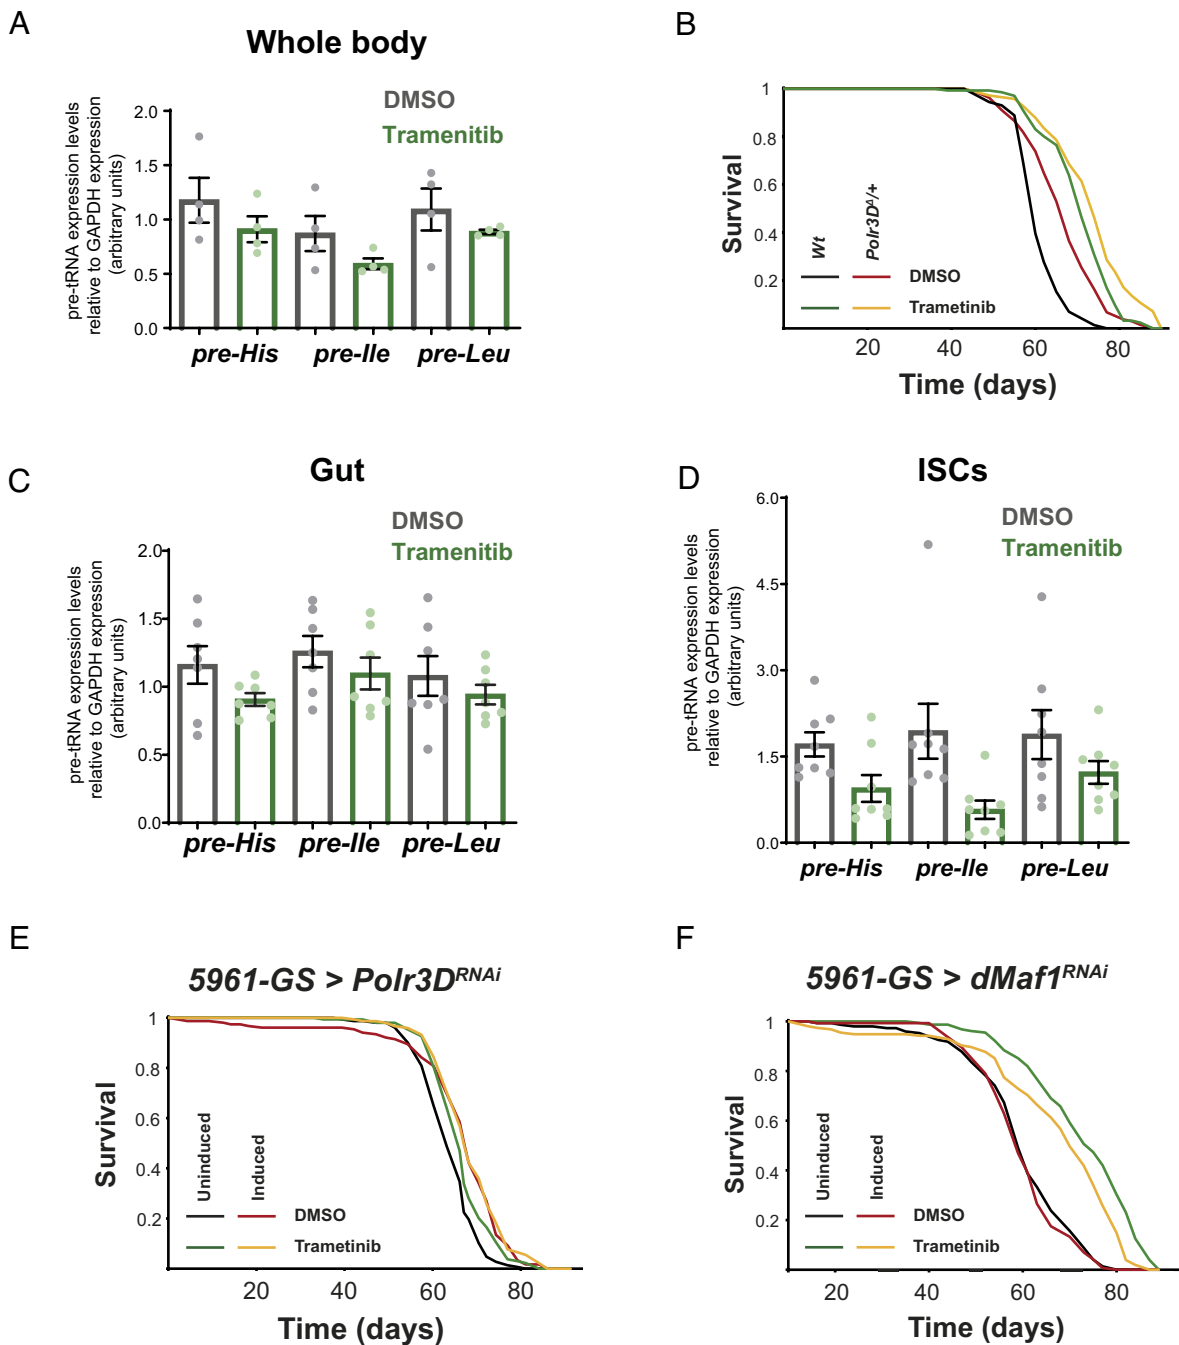 A
Whole body
DMSO
Tramenitib
pre-tRNA expression levels
relative to GAPDH expression
(arbitrary units)
2.0
1.5
1.0
0.5
0.0
pre-His
pre-Ile
pre-Leu
B
Survival
1
0.8
0.6
0.4
0.2
Wt
Polr3DΔ/+
DMSO
Trametinib
20
40
60
80
Time (days)
C
Gut
DMSO
Tramenitib
pre-tRNA expression levels
relative to GAPDH expression
(arbitrary units)
2.0
1.5
1.0
0.5
0.0
pre-His
pre-Ile
pre-Leu
D
ISCs
DMSO
Tramenitib
pre-tRNA expression levels
relative to GAPDH expression
(arbitrary units)
6.0
4.5
3.0
1.5
0.0
pre-His
pre-Ile
pre-Leu
E
5961-GS > Polr3DRNAi
Survival
1
0.8
0.6
0.4
0.2
Uninduced
Induced
DMSO
Trametinib
20
40
60
80
Time (days)
F
5961-GS > dMaf1RNAi
Survival
1
0.8
0.6
0.4
0.2
Uninduced
Induced
DMSO
Trametinib
20
40
60
80
Time (days)